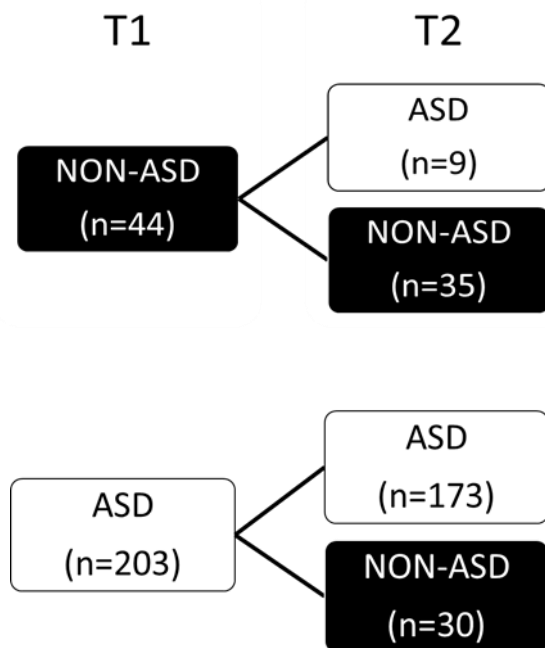 T1
T2
NON-ASD
(n=44)
ASD
(n=9)
NON-ASD
(n=35)
ASD
(n=203)
ASD
(n=173)
NON-ASD
(n=30)